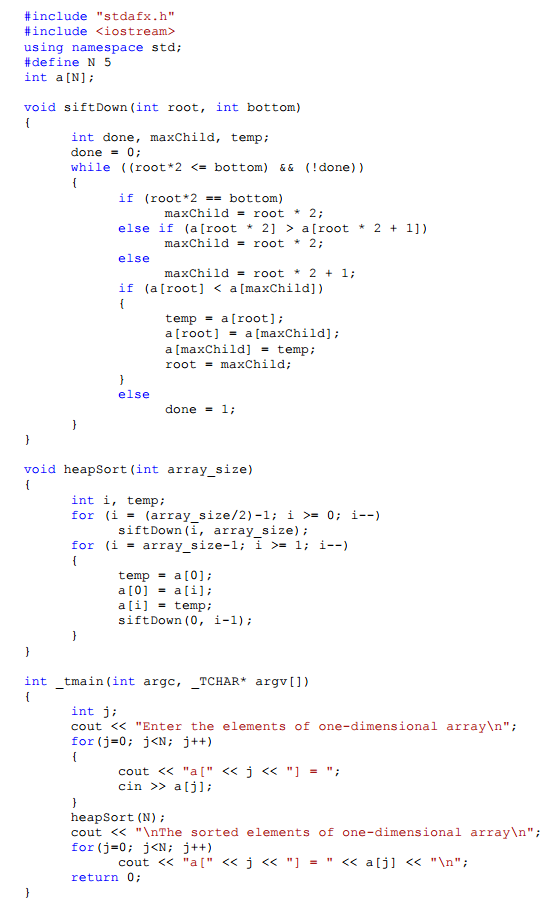 #include "stdafx.h"
#include <iostream>
using namespace std;
#define N 5
int a[N];

void siftDown(int root, int bottom)
{
      int done, maxChild, temp;
      done = 0;
      while ((root*2 <= bottom) && (!done))
      {
            if (root*2 == bottom)
                  maxChild = root * 2;
            else if (a[root * 2] > a[root * 2 + 1])
                  maxChild = root * 2;
            else
                  maxChild = root * 2 + 1;
            if (a[root] < a[maxChild])
            {
                  temp = a[root];
                  a[root] = a[maxChild];
                  a[maxChild] = temp;
                  root = maxChild;
            }
            else
                  done = 1;
      }
}

void heapSort(int array_size)
{
      int i, temp;
      for (i = (array_size/2)-1; i >= 0; i--)
            siftDown(i, array_size);
      for (i = array_size-1; i >= 1; i--)
      {
            temp = a[0];
            a[0] = a[i];
            a[i] = temp;
            siftDown(0, i-1);
      }
}

int _tmain(int argc, _TCHAR* argv[])
{
      int j;
      cout << "Enter the elements of one-dimensional array\n";
      for(j=0; j<N; j++)
      {
            cout << "a[" << j << "] = ";
            cin >> a[j];
      }
      heapSort(N);
      cout << "\nThe sorted elements of one-dimensional array\n";
      for(j=0; j<N; j++)
            cout << "a[" << j << "] = " << a[j] << "\n";
      return 0;
}